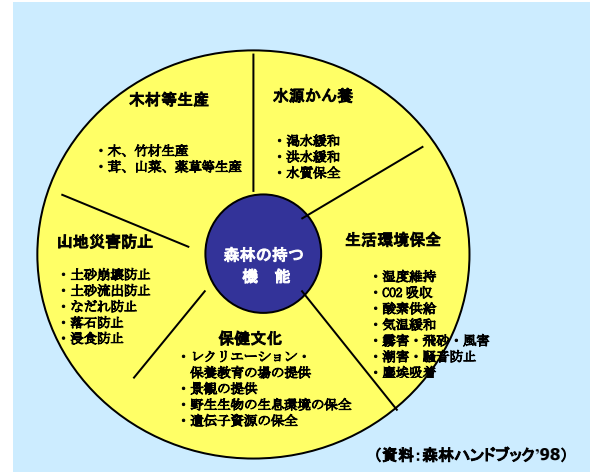 木材等生産
・木、竹材生産
・茸、山菜、薬草等生産
水源かん養
・渇水緩和
・洪水緩和
・水質保全
山地災害防止
・土砂崩壊防止
・土砂流出防止
・なだれ防止
・落石防止
・浸食防止
森林の持つ
機 能
生活環境保全
・湿度維持
・CO2 吸収
・酸素供給
・気温緩和
・霧害・飛砂・風害
・潮害・騒音防止
・塵埃吸着
保健文化
・レクリエーション・
保養教育の場の提供
・景観の提供
・野生生物の生息環境の保全
・遺伝子資源の保全
（資料：森林ハンドブック’98）